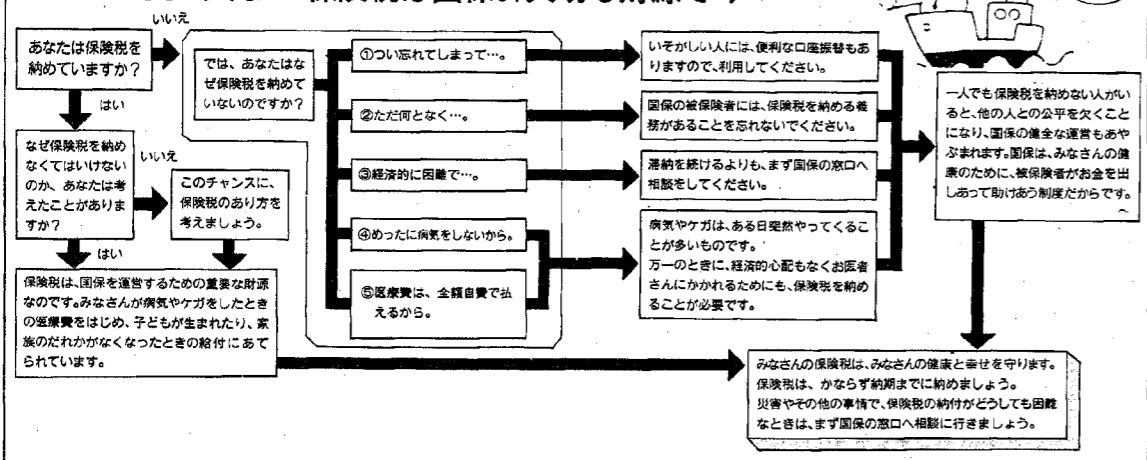 保険税は国保の大切な財源です
いいえ
あなたは保険税を
納めていますか？
はい
なぜ保険税を納め
なくてはいけない
のか、あなたは考
えたことがありま
すか？
いいえ
このチャンスに、
保険税のあり方を
考えましょう。
はい
保険税は、国保を運営するための重要な財源
なのです。みなさんが病気やケガをしたとき
の医療費をはじめ、子どもが生まれたり、家
族のだれかがなくなったときの給付にあて
られています。
では、あなたはな
ぜ保険税を納めて
いないのですか？
①つい忘れてしまって…。
②ただ何となく…。
③経済的に困難で…。
④めったに病気をしないから。
⑤医療費は、全額自費で払
えるから。
いそがしい人には、便利な口座振替もあ
りますので、利用してください。
国保の被保険者には、保険税を納める義
務があることを忘れないでください。
滞納を続けるよりも、まず国保の窓口へ
相談をしてください。
病気やケガは、ある日突然やってくるこ
とが多いものです。
万一のときに、経済的心配もなくお医者
さんにかかれるためにも、保険税を納め
ることが必要です。
一人でも保険税を納めない人がい
ると、他の人との公平を欠くこと
になり、国保の健全な運営もあや
ぶまれます。国保は、みなさんの健
康のために、被保険者がお金を出
しあって助けあう制度だからです。
みなさんの保険税は、みなさんの健康と幸せを守ります。
保険税は、かならず納期までに納めましょう。
災害やその他の事情で、保険税の納付がどうしても困難
なときは、まず国保の窓口へ相談に行きましょう。